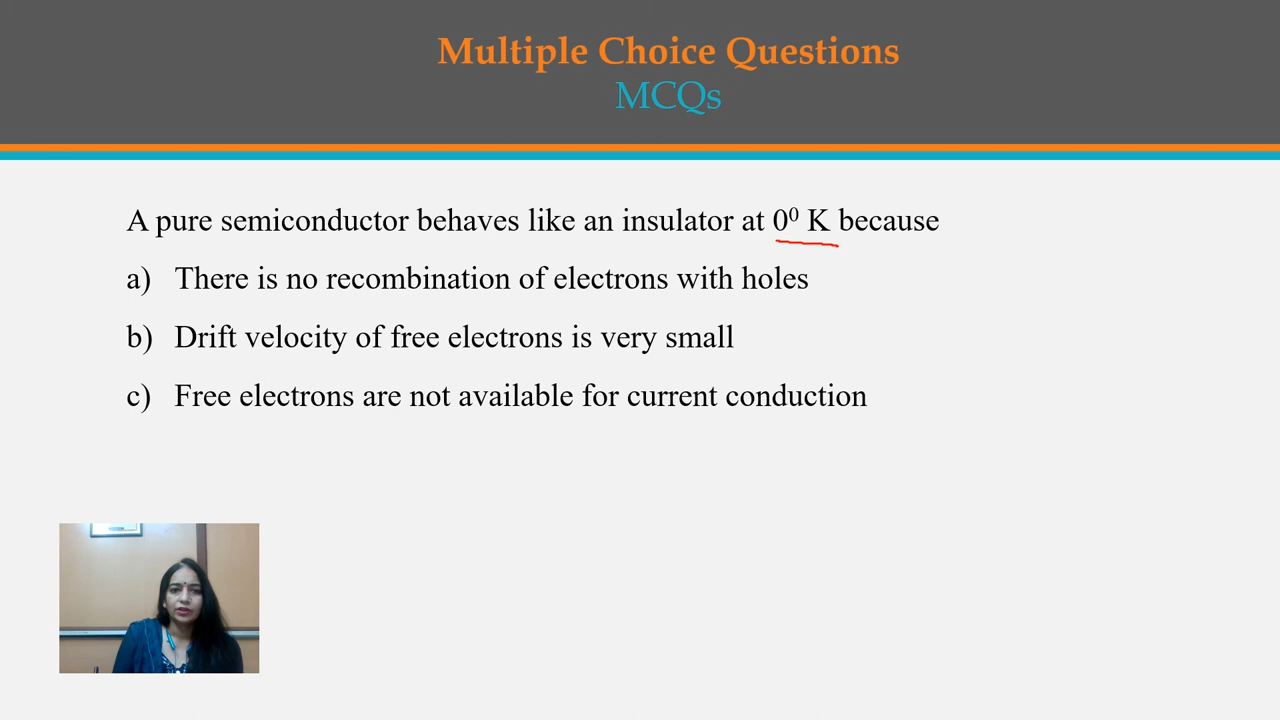 Multiple Choice Questions
MCQs
A pure semiconductor behaves like an insulator at 0⁰ K because
a) There is no recombination of electrons with holes
b) Drift velocity of free electrons is very small
c) Free electrons are not available for current conduction